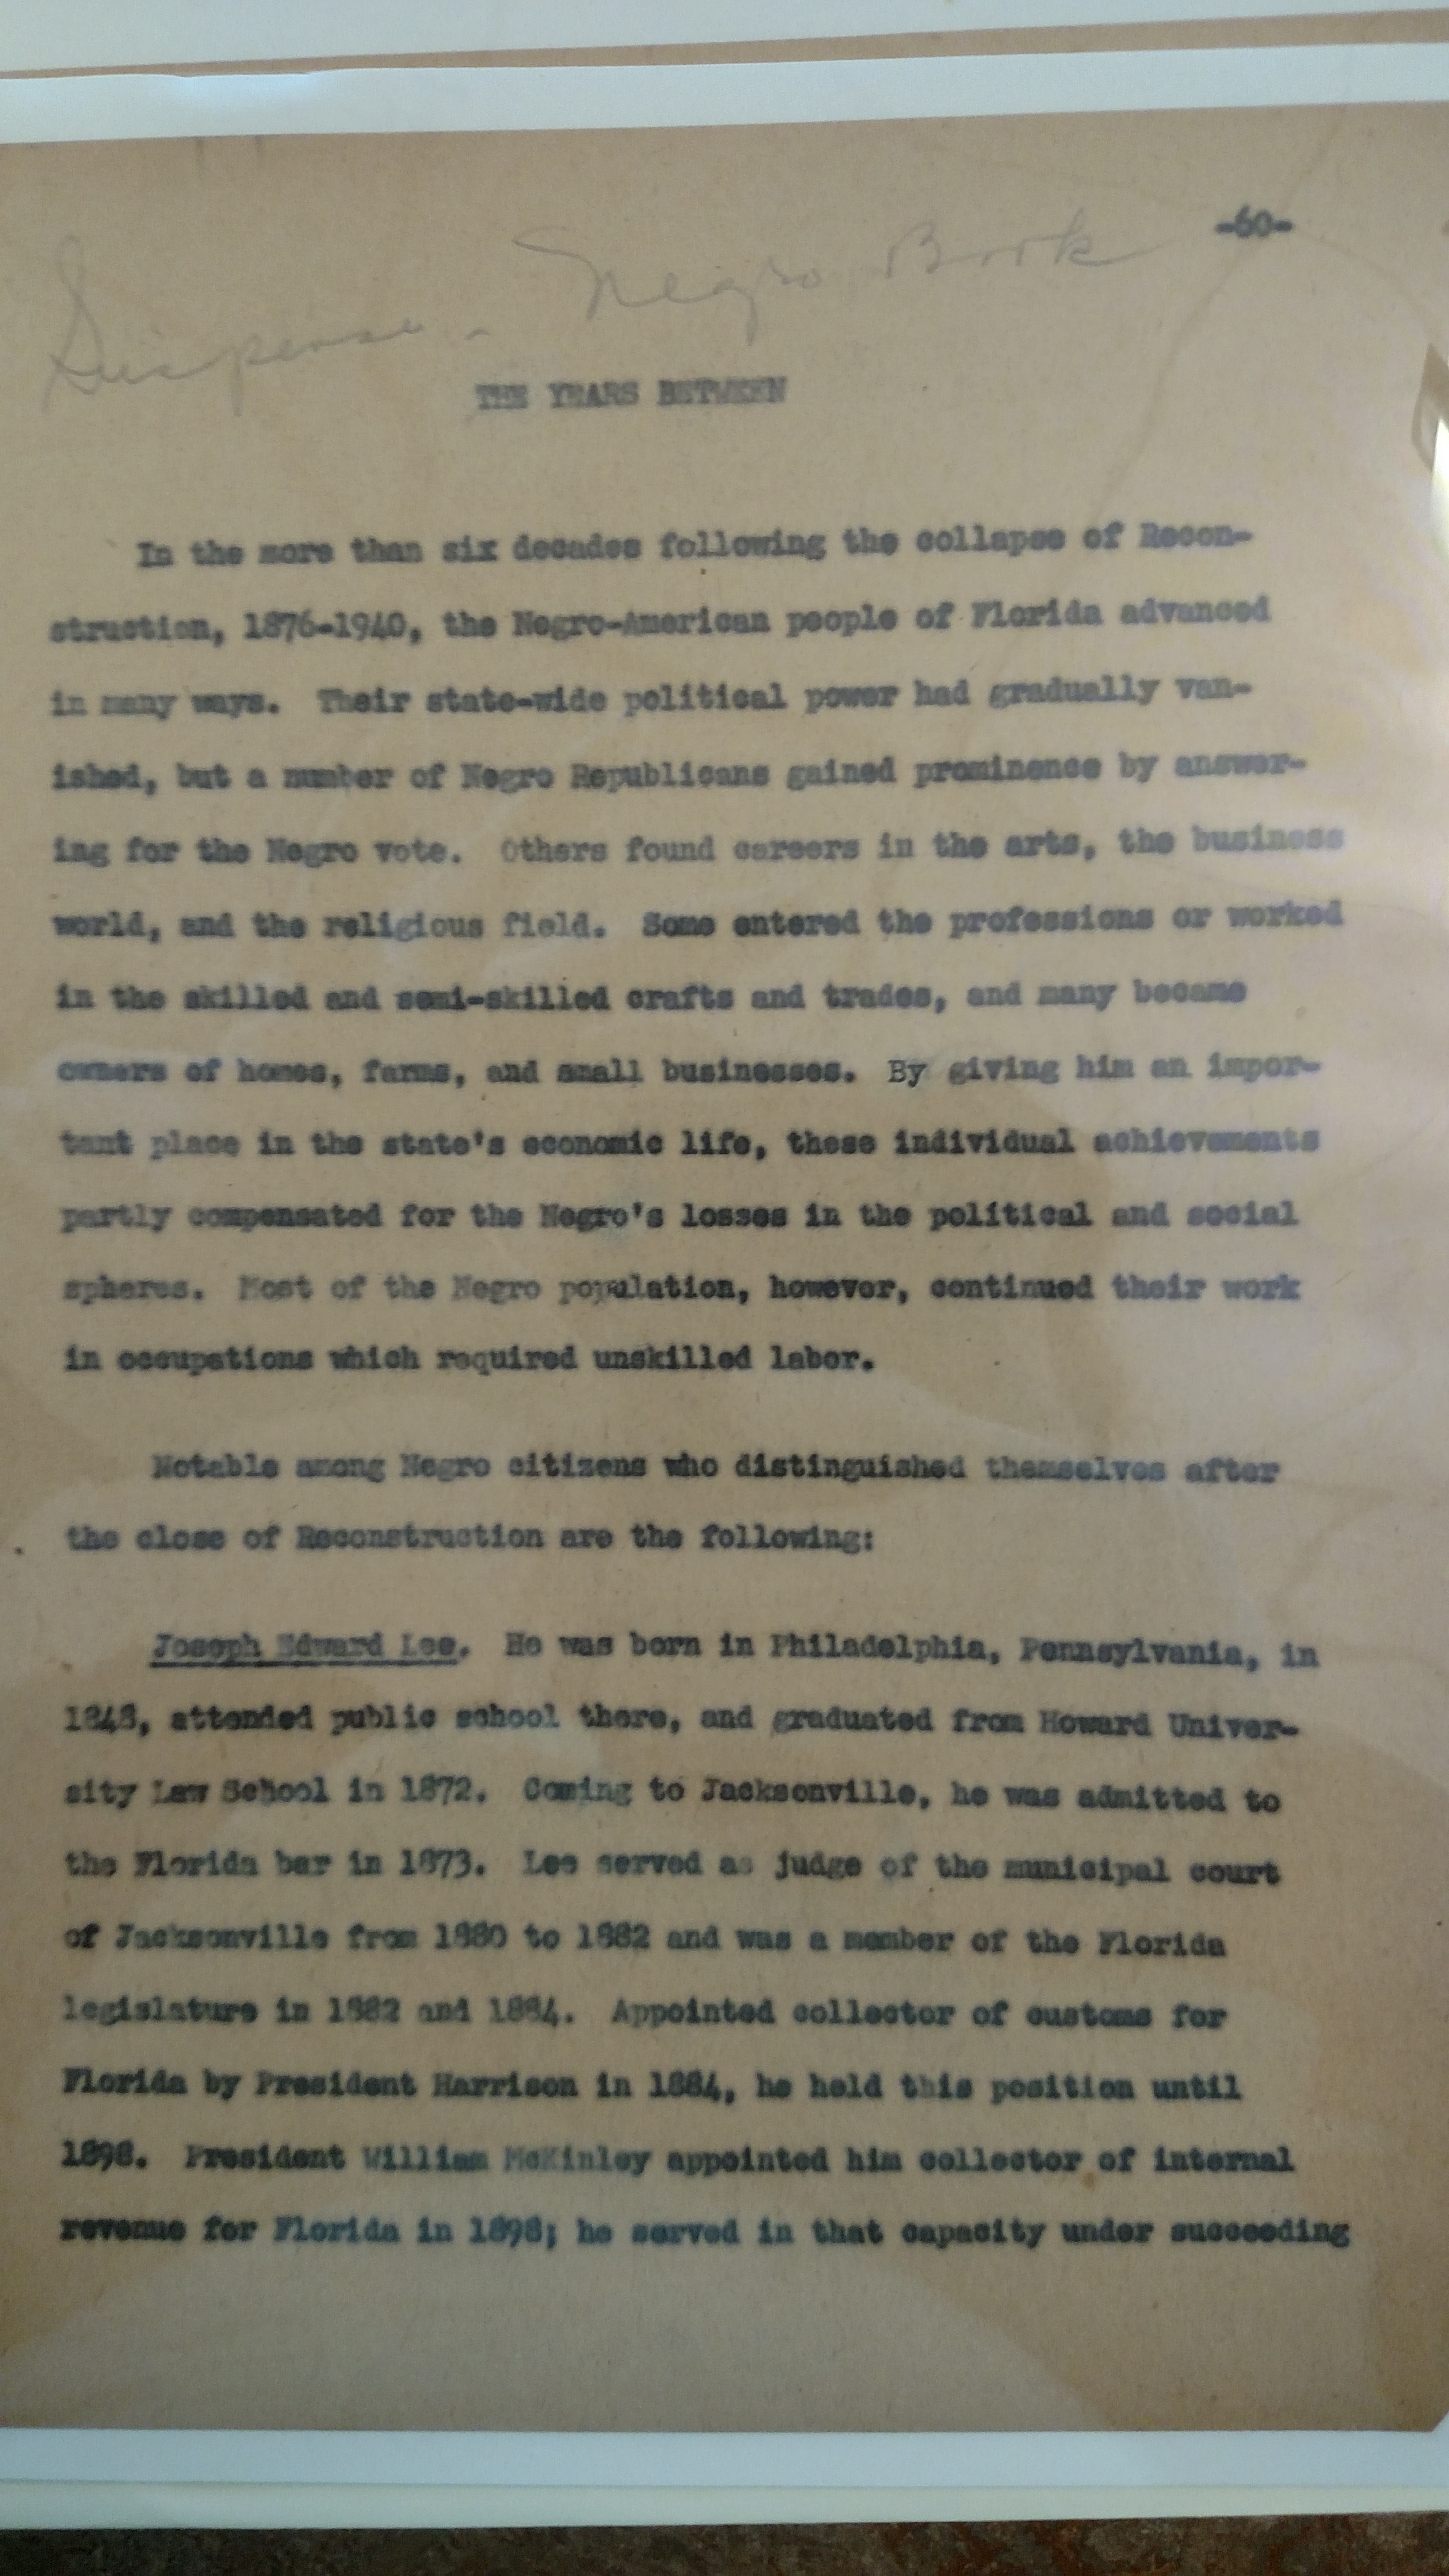 -60-
Suspense - Negro Book
THE YEARS BETWEEN
In the more than six decades following the collapse of Recon-
struction, 1876-1940, the Negro-American people of Florida advanced
in many ways. Their state-wide political power had gradually van-
ished, but a number of Negro Republicans gained prominence by answer-
ing for the Negro vote. Others found careers in the arts, the business
world, and the religious field. Some entered the professions or worked
in the skilled and semi-skilled crafts and trades, and many became
owners of homes, farms, and small businesses. By giving him an impor-
tant place in the state's economic life, these individual achievements
partly compensated for the Negro's losses in the political and social
spheres. Most of the Negro population, however, continued their work
in occupations which required unskilled labor.
Notable among Negro citizens who distinguished themselves after
the close of Reconstruction are the following:
Joseph Edward Lee. He was born in Philadelphia, Pennsylvania, in
1848, attended public school there, and graduated from Howard Univer-
sity Law School in 1872. Coming to Jacksonville, he was admitted to
the Florida bar in 1873. Lee served as judge of the municipal court
of Jacksonville from 1880 to 1882 and was a member of the Florida
legislature in 1882 and 1884. Appointed collector of customs for
Florida by President Harrison in 1884, he held this position until
1898. President William McKinley appointed him collector of internal
revenue for Florida in 1898; he served in that capacity under succeeding